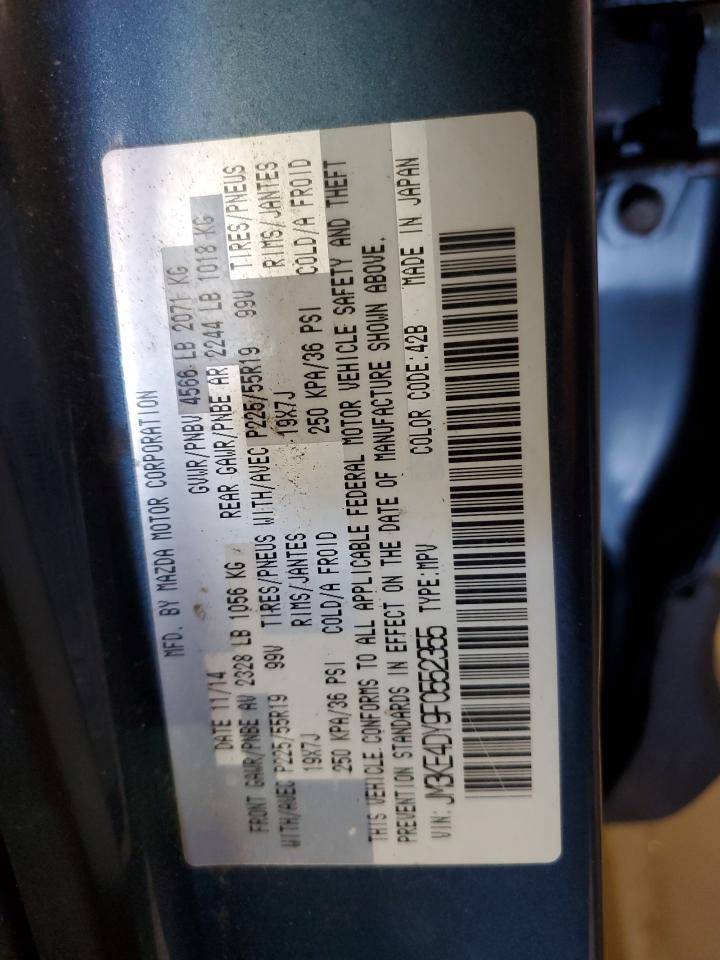 MFD. BY MAZDA MOTOR CORPORATION
DATE 11/14 GVWR/PNBV 4566 LB 2071 KG
FRONT GAWR/PNBE AV 2328 LB 1056 KG REAR GAWR/PNBE AR 2244 LB 1018 KG
WITH/AVEC P225/55R19 99V TIRES/PNEUS WITH/AVEC P225/55R19 99V TIRES/PNEUS
19X7J RIMS/JANTES 19X7J RIMS/JANTES
250 KPA/36 PSI COLD/A FROID 250 KPA/36 PSI COLD/A FROID
THIS VEHICLE CONFORMS TO ALL APPLICABLE FEDERAL MOTOR VEHICLE SAFETY AND THEFT
PREVENTION STANDARDS IN EFFECT ON THE DATE OF MANUFACTURE SHOWN ABOVE.
VIN: JM3KE4DY9F0552355 TYPE:MPV COLOR CODE:42B MADE IN JAPAN